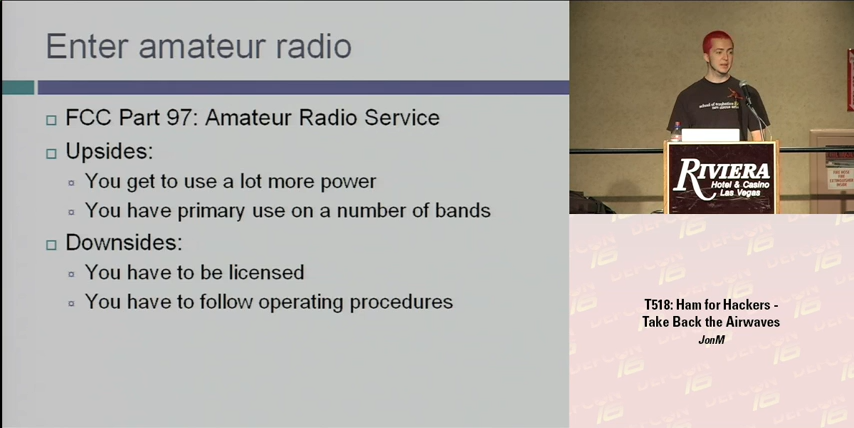 Enter amateur radio
FCC Part 97: Amateur Radio Service
Upsides:
You get to use a lot more power
You have primary use on a number of bands
Downsides:
You have to be licensed
You have to follow operating procedures
RIVIERA
Hotel & Casino
Las Vegas
T518: Ham for Hackers -
Take Back the Airwaves
JonM
DEFCON
16